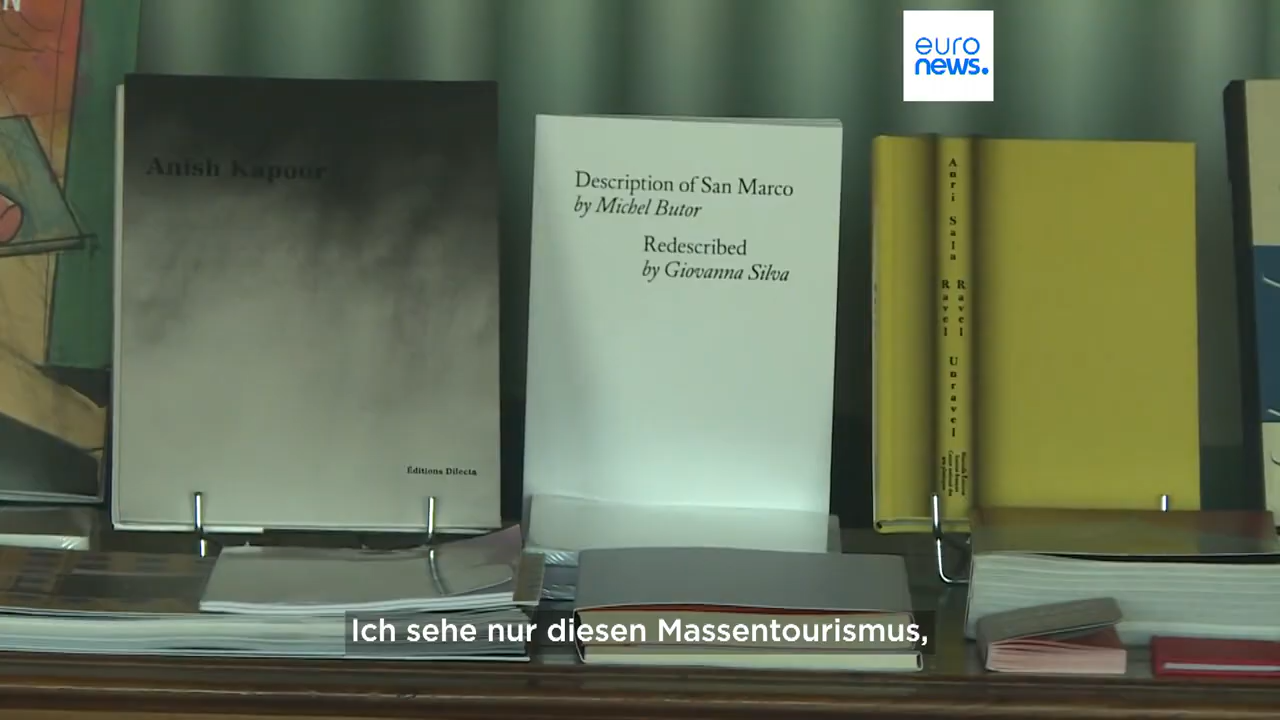 N
euro
news.
Anish Kapoor
Éditions Dilecta
Description of San Marco
by Michel Butor
Redescribed
by Giovanna Silva
Anri Sala
Ravel Ravel Unravel
Ich sehe nur diesen Massentourismus,